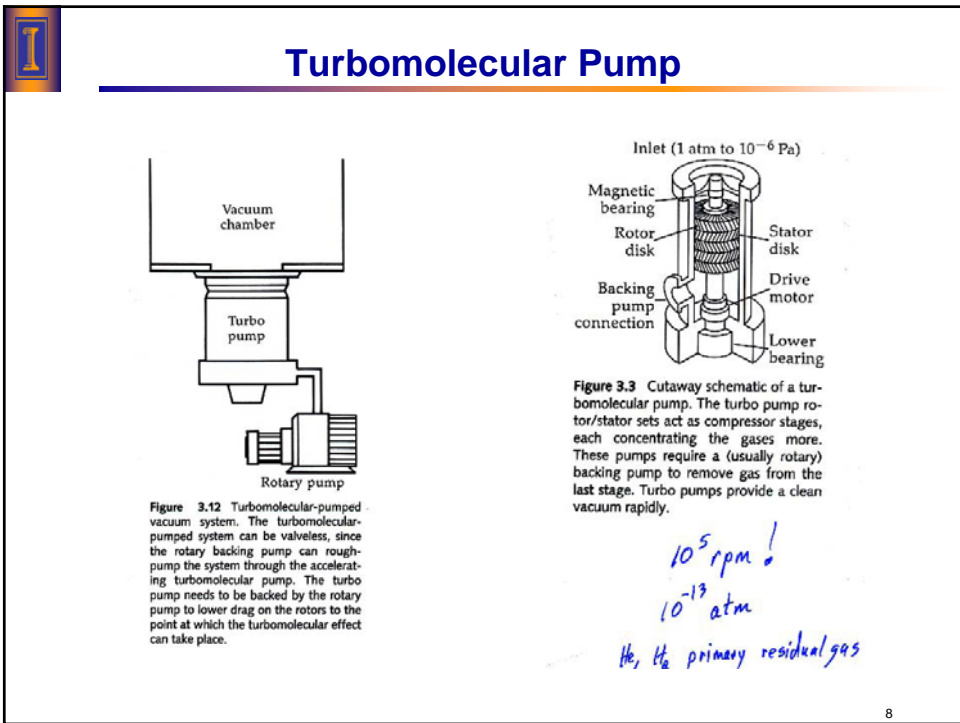 Turbomolecular Pump
Vacuum
chamber
Turbo
pump
Rotary pump
Figure 3.12 Turbomolecular-pumped
vacuum system. The turbomolecular-
pumped system can be valveless, since
the rotary backing pump can rough-
pump the system through the accelerat-
ing turbomolecular pump. The turbo
pump needs to be backed by the rotary
pump to lower drag on the rotors to the
point at which the turbomolecular effect
can take place.
Inlet (1 atm to 10⁻⁶ Pa)
Magnetic
bearing
Rotor
disk
Stator
disk
Backing
pump
connection
Drive
motor
Lower
bearing
Figure 3.3 Cutaway schematic of a tur-
bomolecular pump. The turbo pump ro-
tor/stator sets act as compressor stages,
each concentrating the gases more.
These pumps require a (usually rotary)
backing pump to remove gas from the
last stage. Turbo pumps provide a clean
vacuum rapidly.
10⁵ rpm !
10⁻¹³ atm
He, H₂ primary residual gas
8